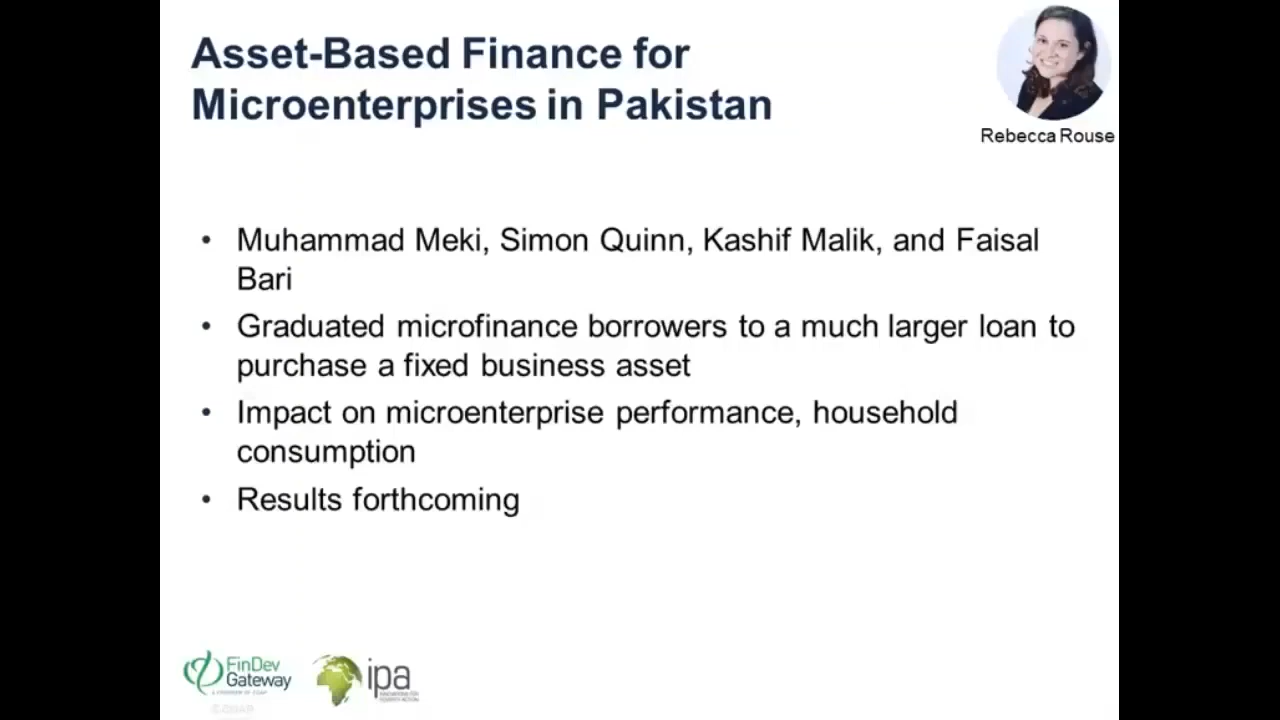 Asset-Based Finance for
Microenterprises in Pakistan
Rebecca Rouse
• Muhammad Meki, Simon Quinn, Kashif Malik, and Faisal
Bari
• Graduated microfinance borrowers to a much larger loan to
purchase a fixed business asset
• Impact on microenterprise performance, household
consumption
• Results forthcoming
FinDev
Gateway
ipa